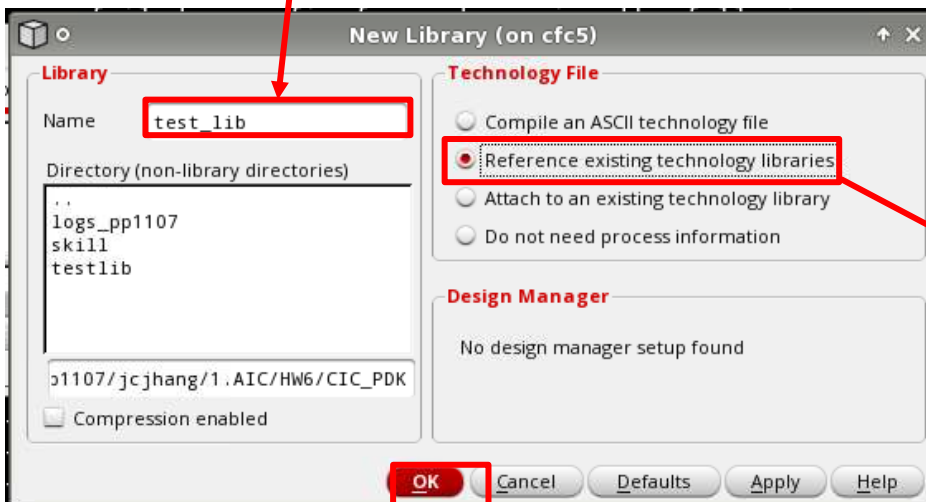 New Library (on cfc5)
Library
Name test_lib
Directory (non-library directories)
..
logs_pp1107
skill
testlib
o1107/jcjhang/1.AIC/HW6/CIC_PDK
Compression enabled
Technology File
Compile an ASCII technology file
Reference existing technology libraries
Attach to an existing technology library
Do not need process information
Design Manager
No design manager setup found
OK Cancel Defaults Apply Help